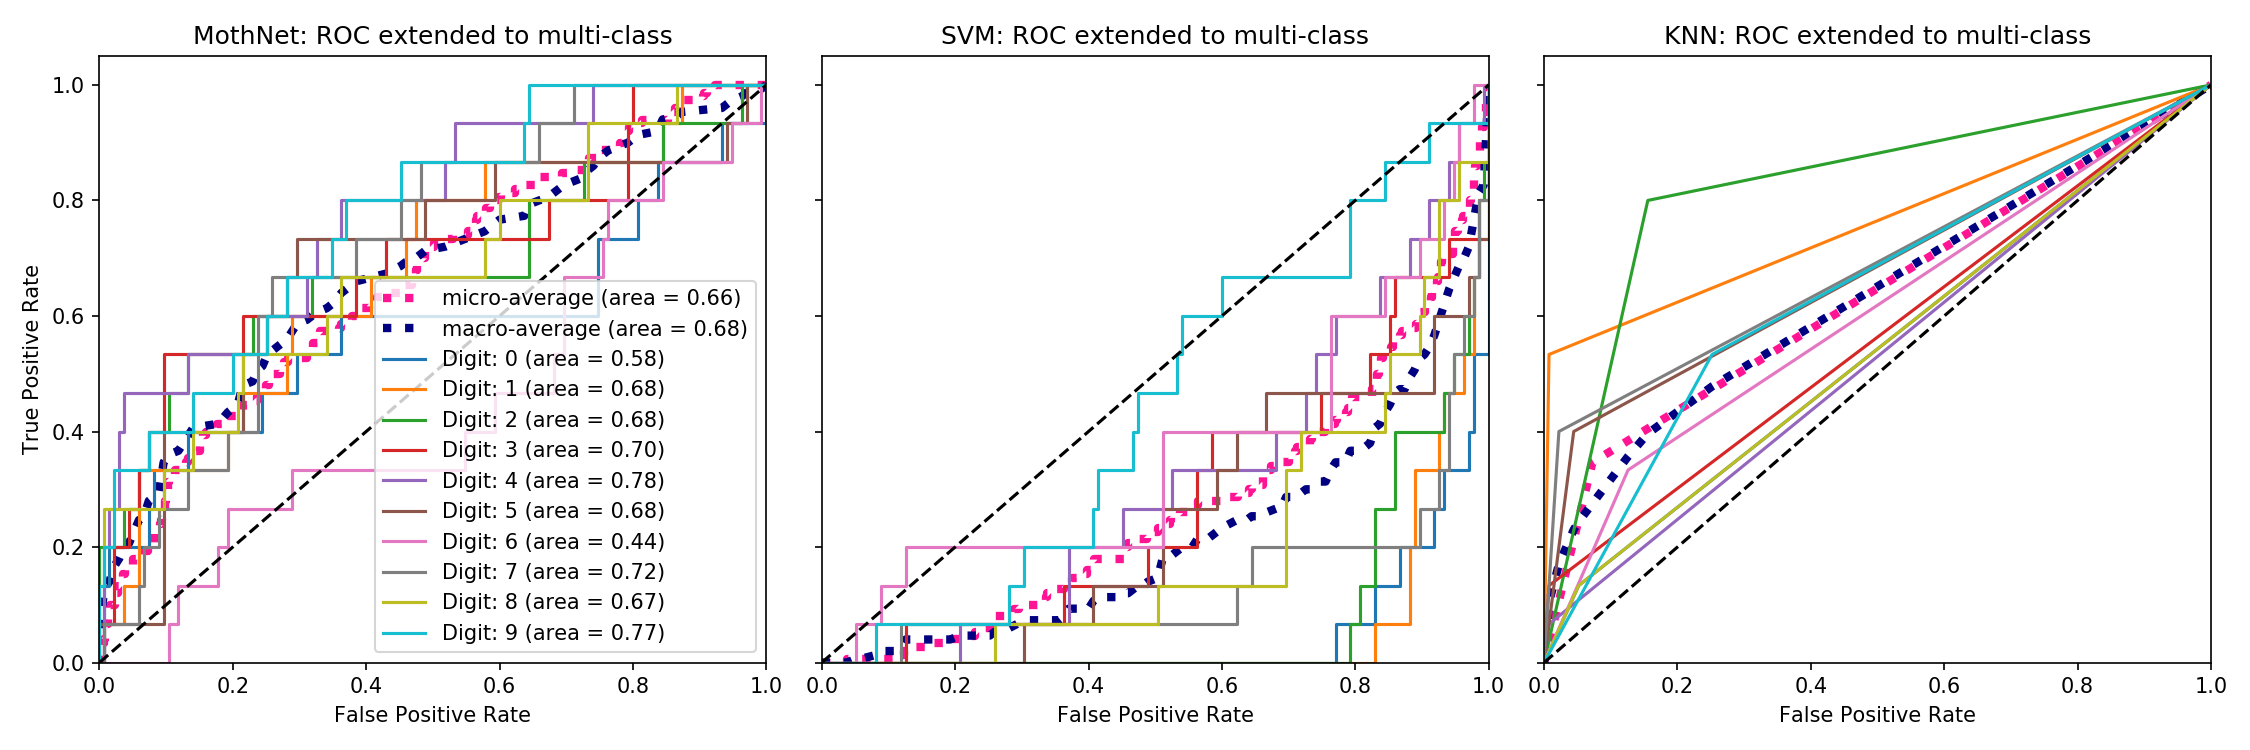 MothNet: ROC extended to multi-class
True Positive Rate
1.0
0.8
0.6
0.4
0.2
0.0
micro-average (area = 0.66)
macro-average (area = 0.68)
Digit: 0 (area = 0.58)
Digit: 1 (area = 0.68)
Digit: 2 (area = 0.68)
Digit: 3 (area = 0.70)
Digit: 4 (area = 0.78)
Digit: 5 (area = 0.68)
Digit: 6 (area = 0.44)
Digit: 7 (area = 0.72)
Digit: 8 (area = 0.67)
Digit: 9 (area = 0.77)
0.0 0.2 0.4 0.6 0.8 1.0
False Positive Rate
SVM: ROC extended to multi-class
0.0 0.2 0.4 0.6 0.8 1.0
False Positive Rate
KNN: ROC extended to multi-class
0.0 0.2 0.4 0.6 0.8 1.0
False Positive Rate